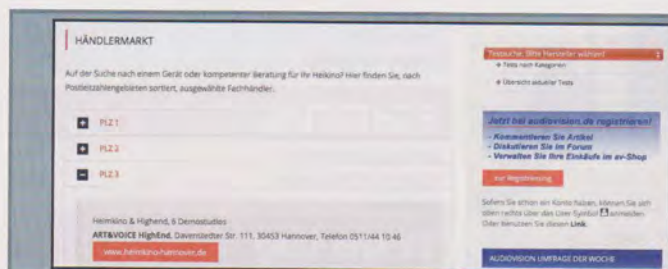 HÄNDLERMARKT
Auf der Suche nach einem Gerät oder kompetenter Beratung für Ihr Heikino? Hier finden Sie, nach
Postleitzahlengebieten sortiert, ausgewählte Fachhändler.
PLZ 1
PLZ 2
PLZ 3
Heimkino & Highend, 6 Demostudios
ART&VOICE HighEnd, Davenstedter Str. 111, 30453 Hannover, Telefon 0511/44 10 46
www.heimkino-hannover.de
Testsuche: Bitte Hersteller wählen!
Tests nach Kategorien
Übersicht aktueller Tests
Jetzt bei audiovision.de registrieren!
- Kommentieren Sie Artikel
- Diskutieren Sie im Forum
- Verwalten Sie Ihre Einkäufe im av-Shop
zur Registrierung
Sofern Sie schon ein Konto haben, können Sie sich
oben rechts über das User-Symbol anmelden
Oder benutzen Sie diesen Link.
AUDIOVISION UMFRAGE DER WOCHE